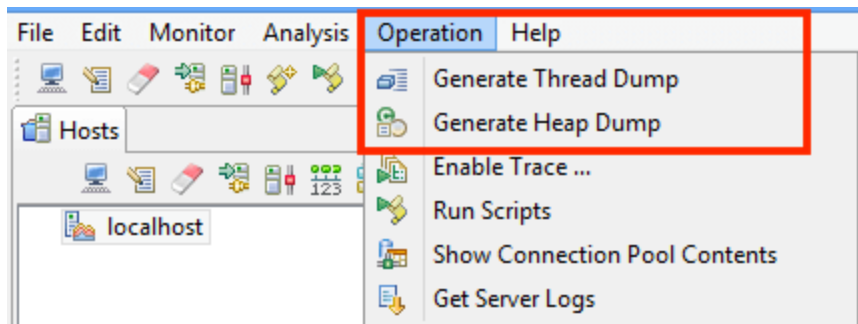 File Edit Monitor Analysis Operation Help
Generate Thread Dump
Hosts
Generate Heap Dump
123
Enable Trace ...
localhost
Run Scripts
Show Connection Pool Contents
Get Server Logs